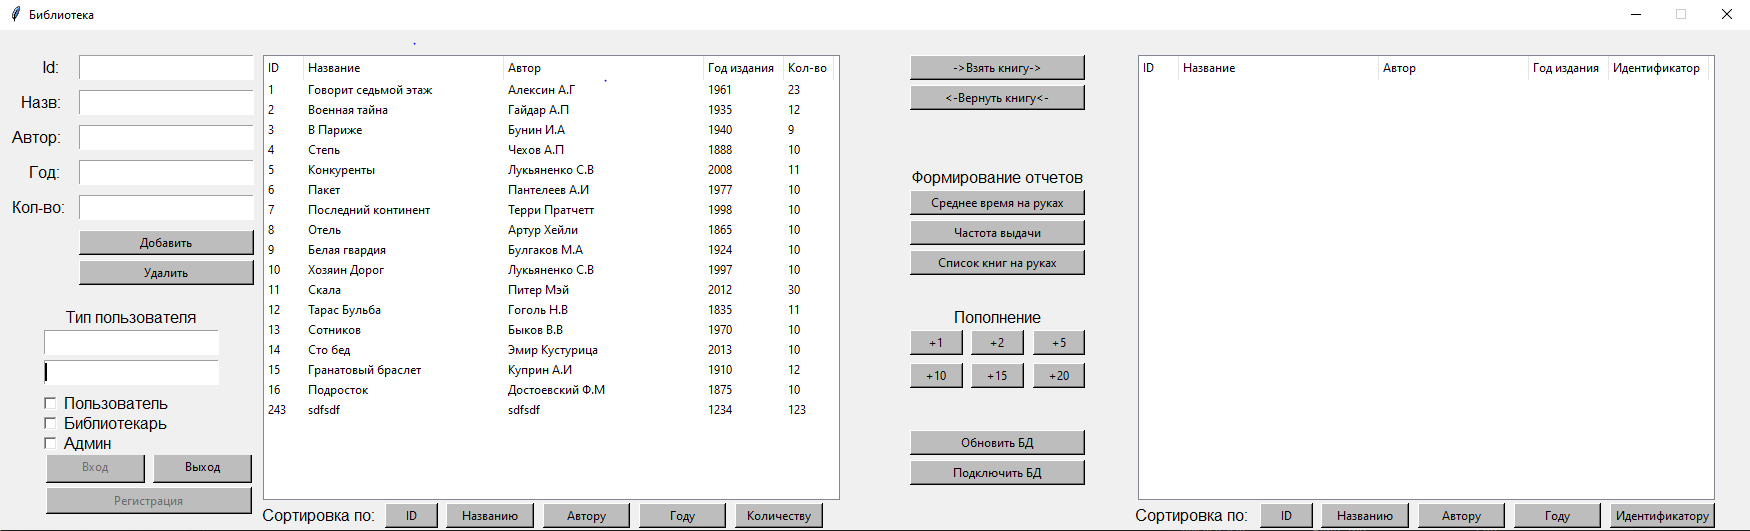 Библиотека
Id:
Назв:
Автор:
Год:
Кол-во:
Добавить
Удалить
Тип пользователя
Пользователь
Библиотекарь
Админ
Вход Выход
Регистрация
ID Название Автор Год издания Кол-во
1 Говорит седьмой этаж Алексин А.Г 1961 23
2 Военная тайна Гайдар А.П 1935 12
3 В Париже Бунин И.А 1940 9
4 Степь Чехов А.П 1888 10
5 Конкуренты Лукьяненко С.В 2008 11
6 Пакет Пантелеев А.И 1977 10
7 Последний континент Терри Пратчетт 1998 10
8 Отель Артур Хейли 1865 10
9 Белая гвардия Булгаков М.А 1924 10
10 Хозяин Дорог Лукьяненко С.В 1997 10
11 Скала Питер Мэй 2012 30
12 Тарас Бульба Гоголь Н.В 1835 11
13 Сотников Быков В.В 1970 10
14 Сто бед Эмир Кустурица 2013 10
15 Гранатовый браслет Куприн А.И 1910 12
16 Подросток Достоевский Ф.М 1875 10
243 sdfsdf sdfsdf 1234 123
Сортировка по: ID Названию Автору Году Количеству
->Взять книгу->
<-Вернуть книгу<-
Формирование отчетов
Среднее время на руках
Частота выдачи
Список книг на руках
Пополнение
+1 +2 +5
+10 +15 +20
Обновить БД
Подключить БД
ID Название Автор Год издания Идентификатор
Сортировка по: ID Названию Автору Году Идентификатору